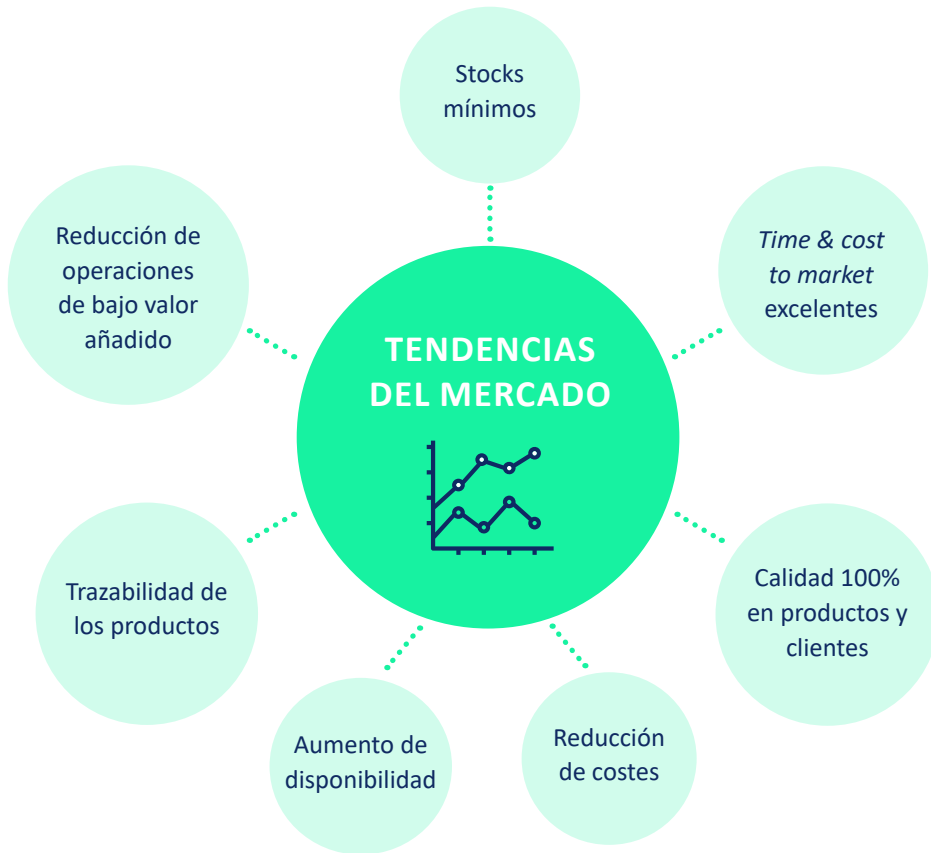 Stocks
mínimos
Time & cost
to market
excelentes
Calidad 100%
en productos y
clientes
Reducción
de costes
Aumento de
disponibilidad
Trazabilidad de
los productos
Reducción de
operaciones
de bajo valor
añadido
TENDENCIAS
DEL MERCADO